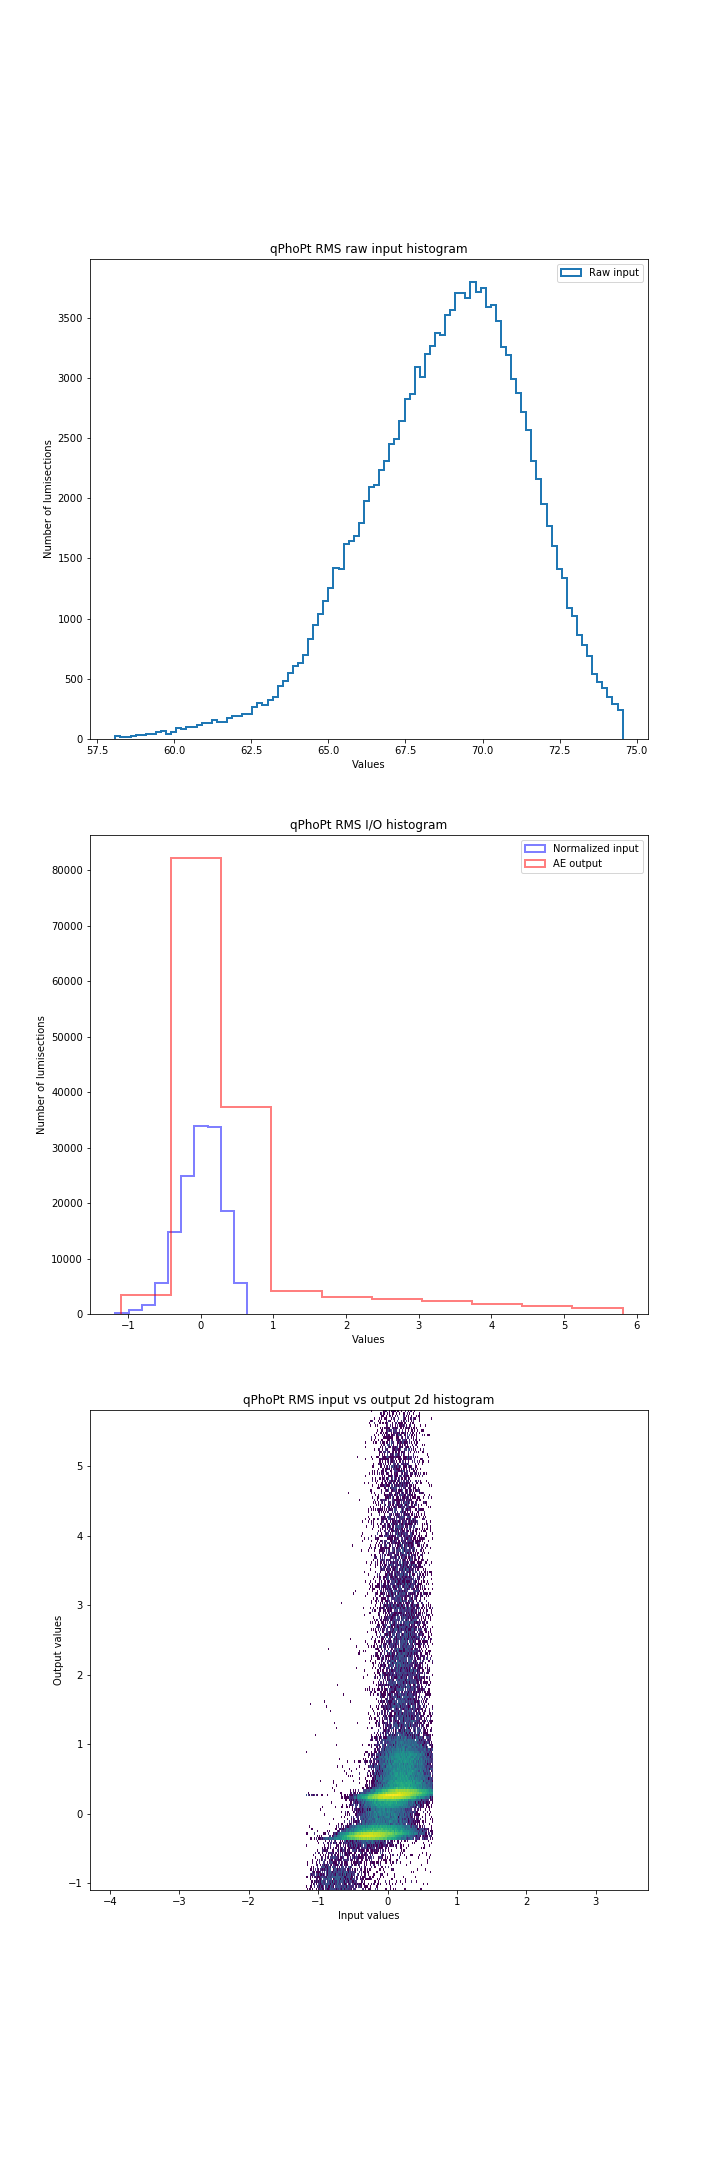 qPhoPt RMS raw input histogram
Raw input
Number of lumisections
3500
3000
2500
2000
1500
1000
500
0
57.5 60.0 62.5 65.0 67.5 70.0 72.5 75.0
Values
qPhoPt RMS I/O histogram
Normalized input
AE output
Number of lumisections
80000
70000
60000
50000
40000
30000
20000
10000
0
−1 0 1 2 3 4 5 6
Values
qPhoPt RMS input vs output 2d histogram
Output values
5
4
3
2
1
0
−1
−4 −3 −2 −1 0 1 2 3
Input values